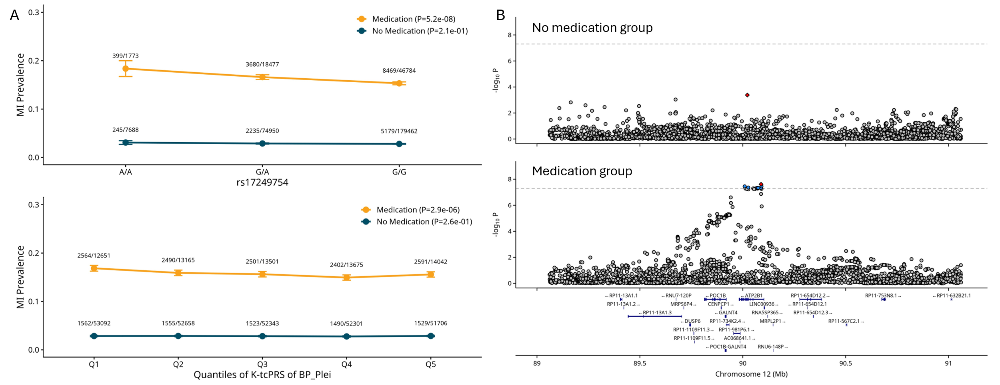 A
0.3
Medication (P=5.2e-08)
No Medication (P=2.1e-01)
MI Prevalence
0.2
0.1
0.0
399/1773
3680/18477
8469/46784
245/7688
2235/74950
5179/179462
A/A
G/A
G/G
rs17249754
0.3
Medication (P=2.9e-06)
No Medication (P=2.6e-01)
MI Prevalence
0.2
0.1
0.0
2564/12651
2490/13165
2501/13501
2402/13675
2591/14042
1562/53092
1555/52658
1523/52343
1490/52301
1529/51706
Q1
Q2
Q3
Q4
Q5
Quantiles of K-tcPRS of BP_Plei
B
No medication group
-log10 P
8
6
4
2
0
Medication group
-log10 P
8
6
4
2
0
←RP11-13A1.1
←RNU7-120P
←POC1B
←ATP2B1
RP11-654D12.2→
RP11-753N8.1→
←RP11-632B21.1
RP11-13A1.2→
MRPS6P4→
CENPCP1→
LINC00936→
←RP11-654D12.1
←RP11-13A1.3
←GALNT4
RNA5SP365→
RP11-654D12.3→
←DUSP6
RP11-734K2.4→
MRPL2P1→
RP11-567C2.1→
RP11-1109F11.3→
RP11-981P6.1→
RP11-1109F11.5→
AC068641.1→
←POC1B-GALNT4
RNU6-148P→
89
89.5
90
90.5
91
Chromosome 12 (Mb)